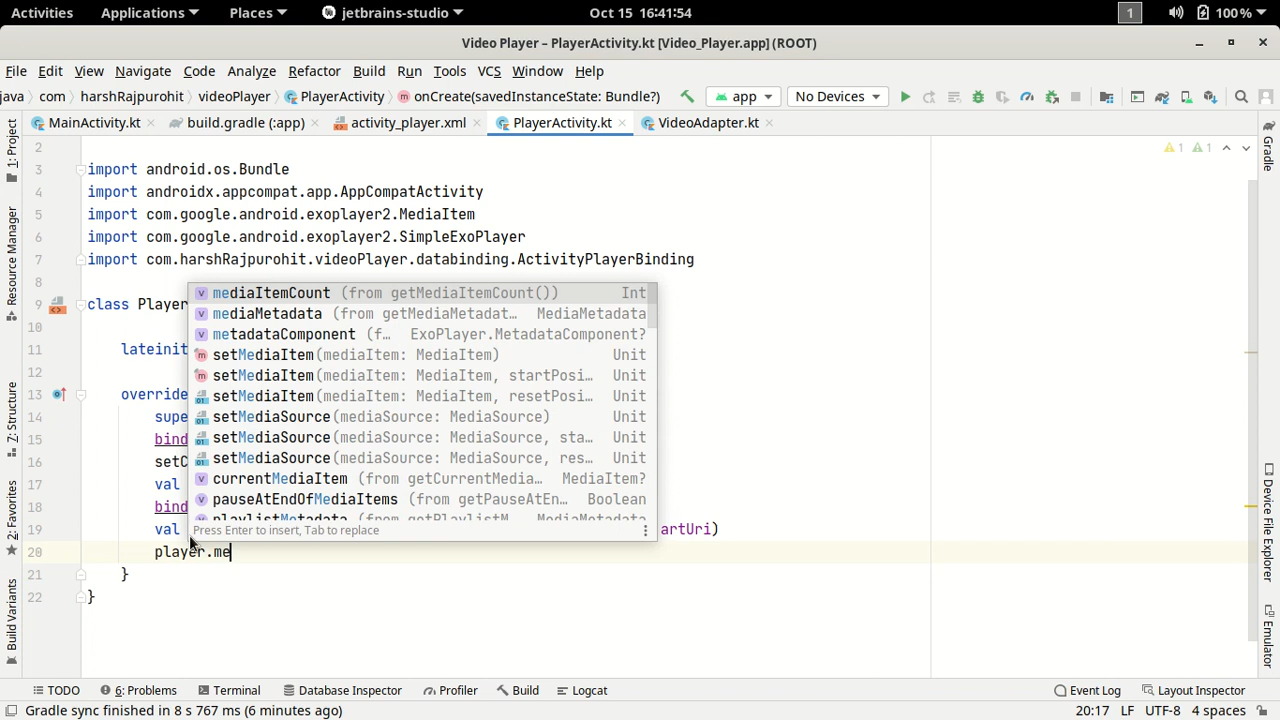 Activities Applications Places jetbrains-studio Oct 15 16:41:54 1 100%
Video Player – PlayerActivity.kt [Video_Player.app] (ROOT)
File Edit View Navigate Code Analyze Refactor Build Run Tools VCS Window Help
java com harshRajpurohit videoPlayer PlayerActivity onCreate(savedInstanceState: Bundle?) app No Devices
MainActivity.kt build.gradle (:app) activity_player.xml PlayerActivity.kt VideoAdapter.kt
1: Project
Resource Manager
Z: Structure
2: Favorites
Build Variants
2
3 import android.os.Bundle
4 import androidx.appcompat.app.AppCompatActivity
5 import com.google.android.exoplayer2.MediaItem
6 import com.google.android.exoplayer2.SimpleExoPlayer
7 import com.harshRajpurohit.videoPlayer.databinding.ActivityPlayerBinding
8
9 class Player
10
11 lateinit
12
13 override
14 supe
15 bind
16 setC
17 val
18 bind
19 val artUri)
20 player.me
21 }
22 }
mediaItemCount (from getMediaItemCount()) Int
mediaMetadata (from getMediaMetadat… MediaMetadata
metadataComponent (f… ExoPlayer.MetadataComponent?
setMediaItem(mediaItem: MediaItem) Unit
setMediaItem(mediaItem: MediaItem, startPosi… Unit
setMediaItem(mediaItem: MediaItem, resetPosi… Unit
setMediaSource(mediaSource: MediaSource) Unit
setMediaSource(mediaSource: MediaSource, sta… Unit
setMediaSource(mediaSource: MediaSource, res… Unit
currentMediaItem (from getCurrentMedia… MediaItem?
pauseAtEndOfMediaItems (from getPauseAtEn… Boolean
playlistMetadata (from getPlaylistM… MediaMetadata
Press Enter to insert, Tab to replace
1 1
Gradle
Device File Explorer
Emulator
TODO 6: Problems Terminal Database Inspector Profiler Build Logcat Event Log Layout Inspector
Gradle sync finished in 8 s 767 ms (6 minutes ago) 20:17 LF UTF-8 4 spaces